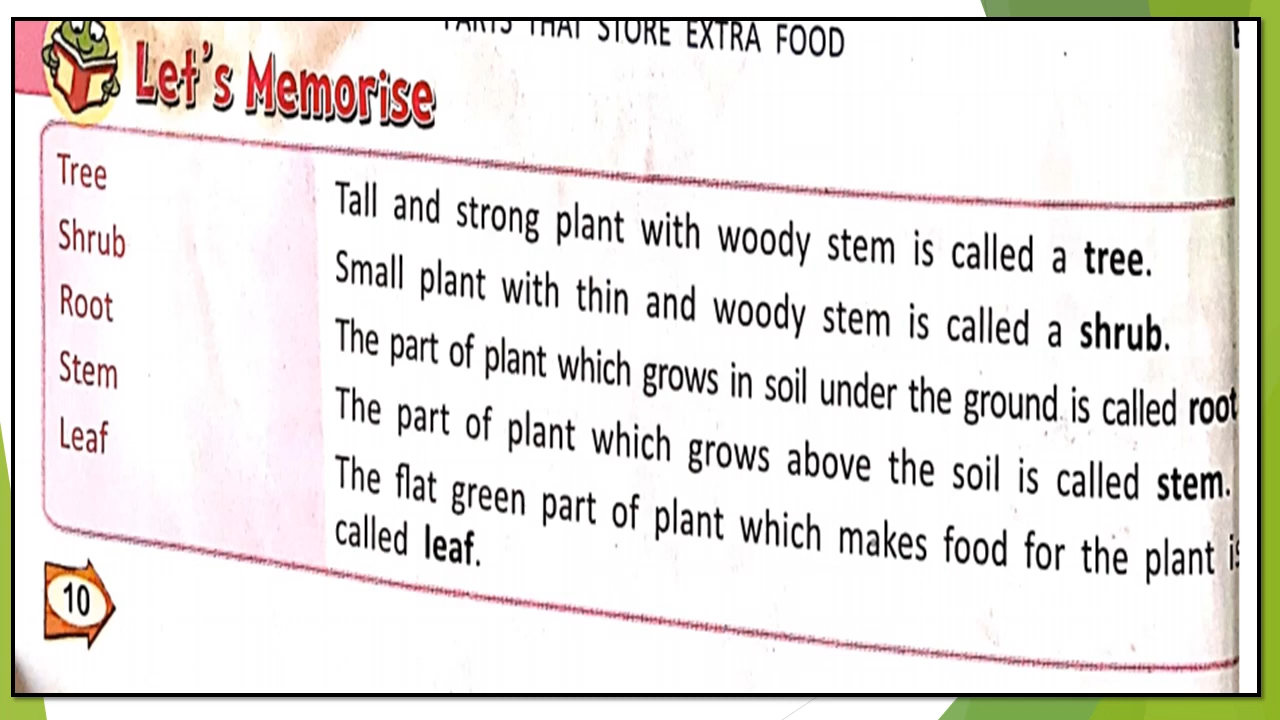 PARTS THAT STORE EXTRA FOOD
Let's Memorise
Tree
Tall and strong plant with woody stem is called a tree.
Shrub
Small plant with thin and woody stem is called a shrub.
Root
The part of plant which grows in soil under the ground is called root
Stem
The part of plant which grows above the soil is called stem.
Leaf
The flat green part of plant which makes food for the plant is
called leaf.
10